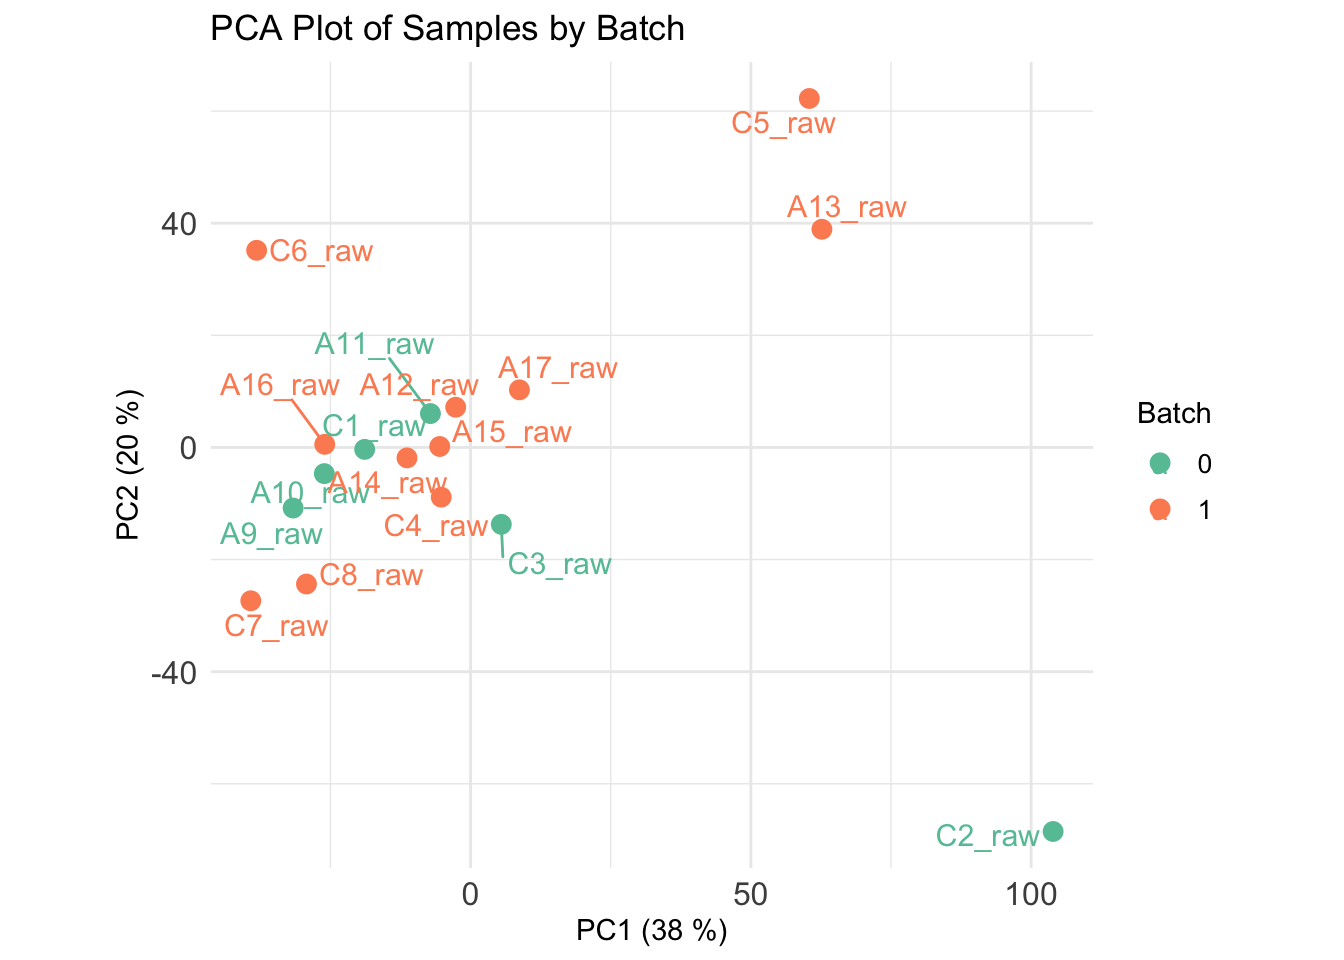 PCA Plot of Samples by Batch
C5_raw
A13_raw
40
C6_raw
A11_raw
A17_raw
A16_raw
A12_raw
C1_raw
A15_raw
0
A14_raw
A10_raw
C4_raw
A9_raw
C3_raw
C8_raw
C7_raw
-40
C2_raw
0
50
100
PC1 (38 %)
PC2 (20 %)
Batch
0
1